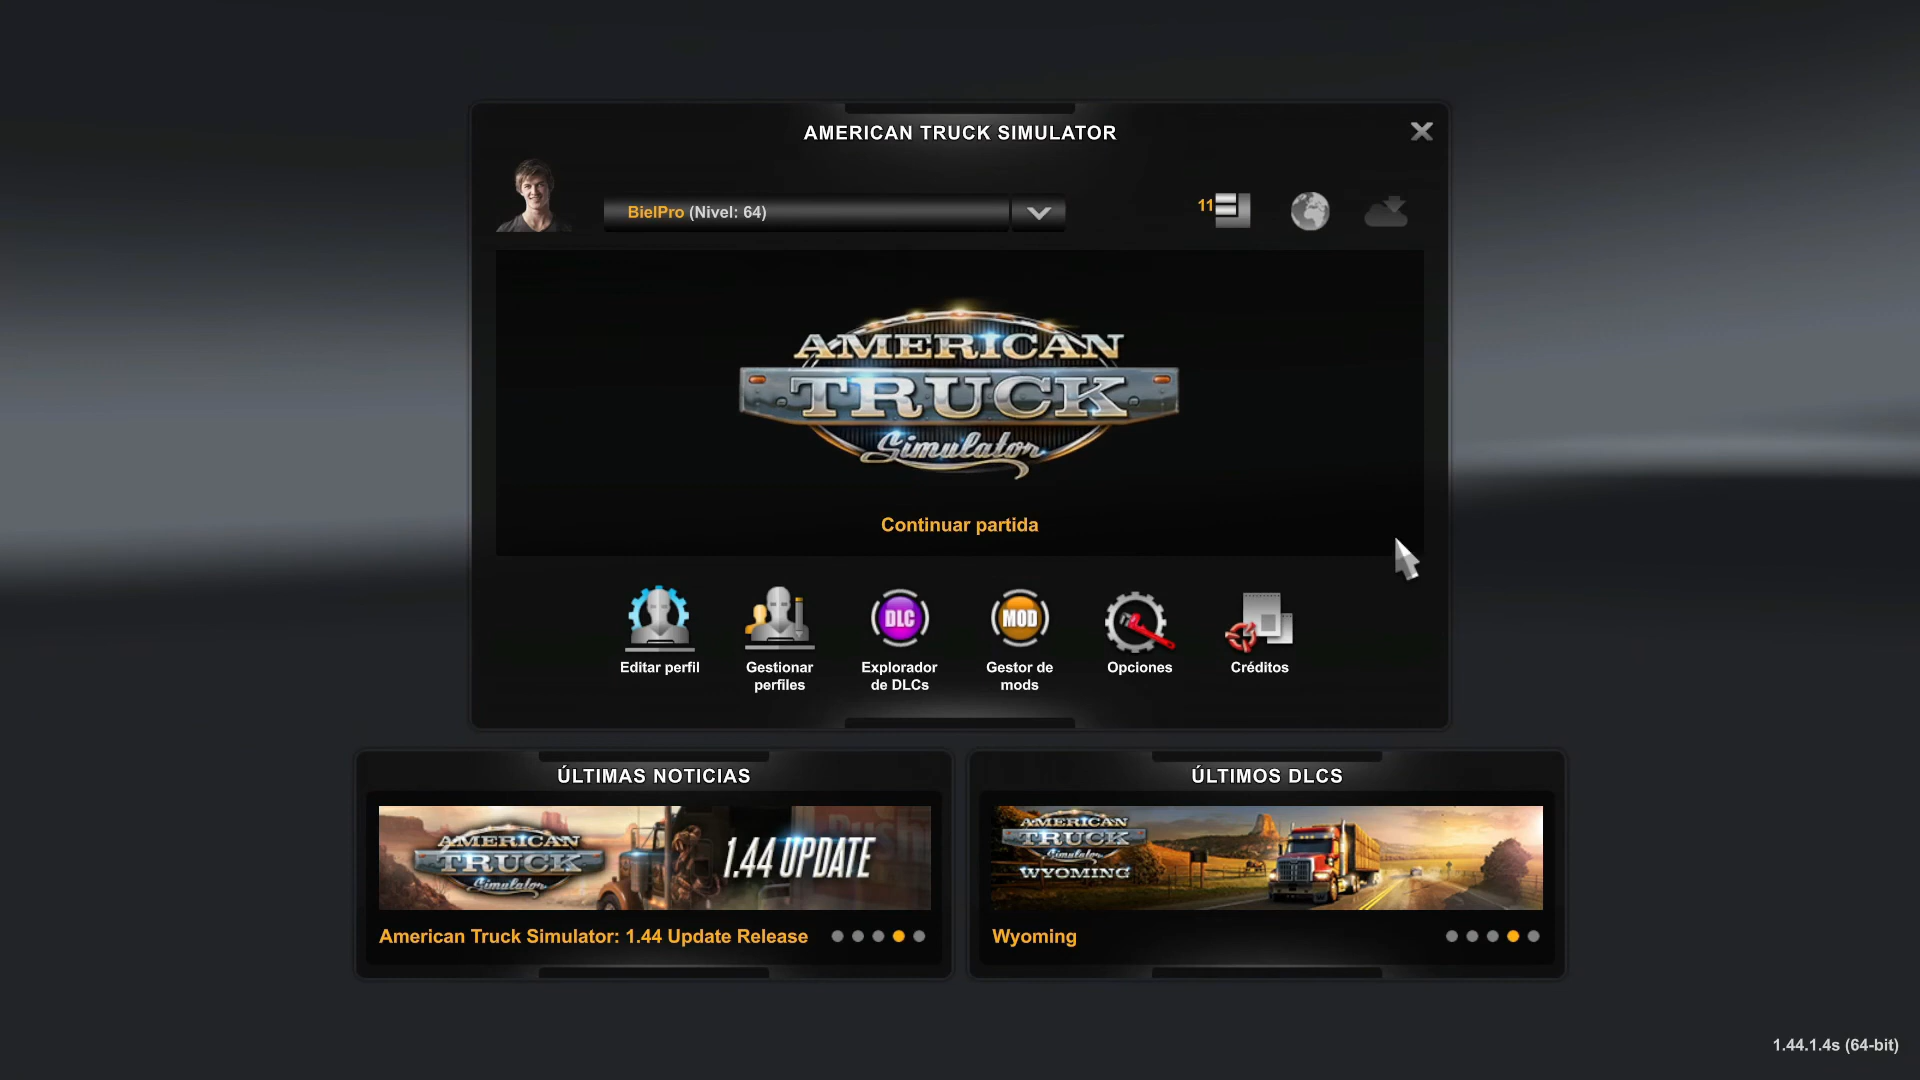 AMERICAN TRUCK SIMULATOR
BielPro (Nivel: 64)
11
AMERICAN
TRUCK
Simulator
Continuar partida
DLC
MOD
Editar perfil
Gestionar
perfiles
Explorador
de DLCs
Gestor de
mods
Opciones
Créditos
ÚLTIMAS NOTICIAS
AMERICAN
TRUCK
Simulator
1.44 UPDATE
American Truck Simulator: 1.44 Update Release
ÚLTIMOS DLCS
AMERICAN
TRUCK
Simulator
WYOMING
Wyoming
1.44.1.4s (64-bit)